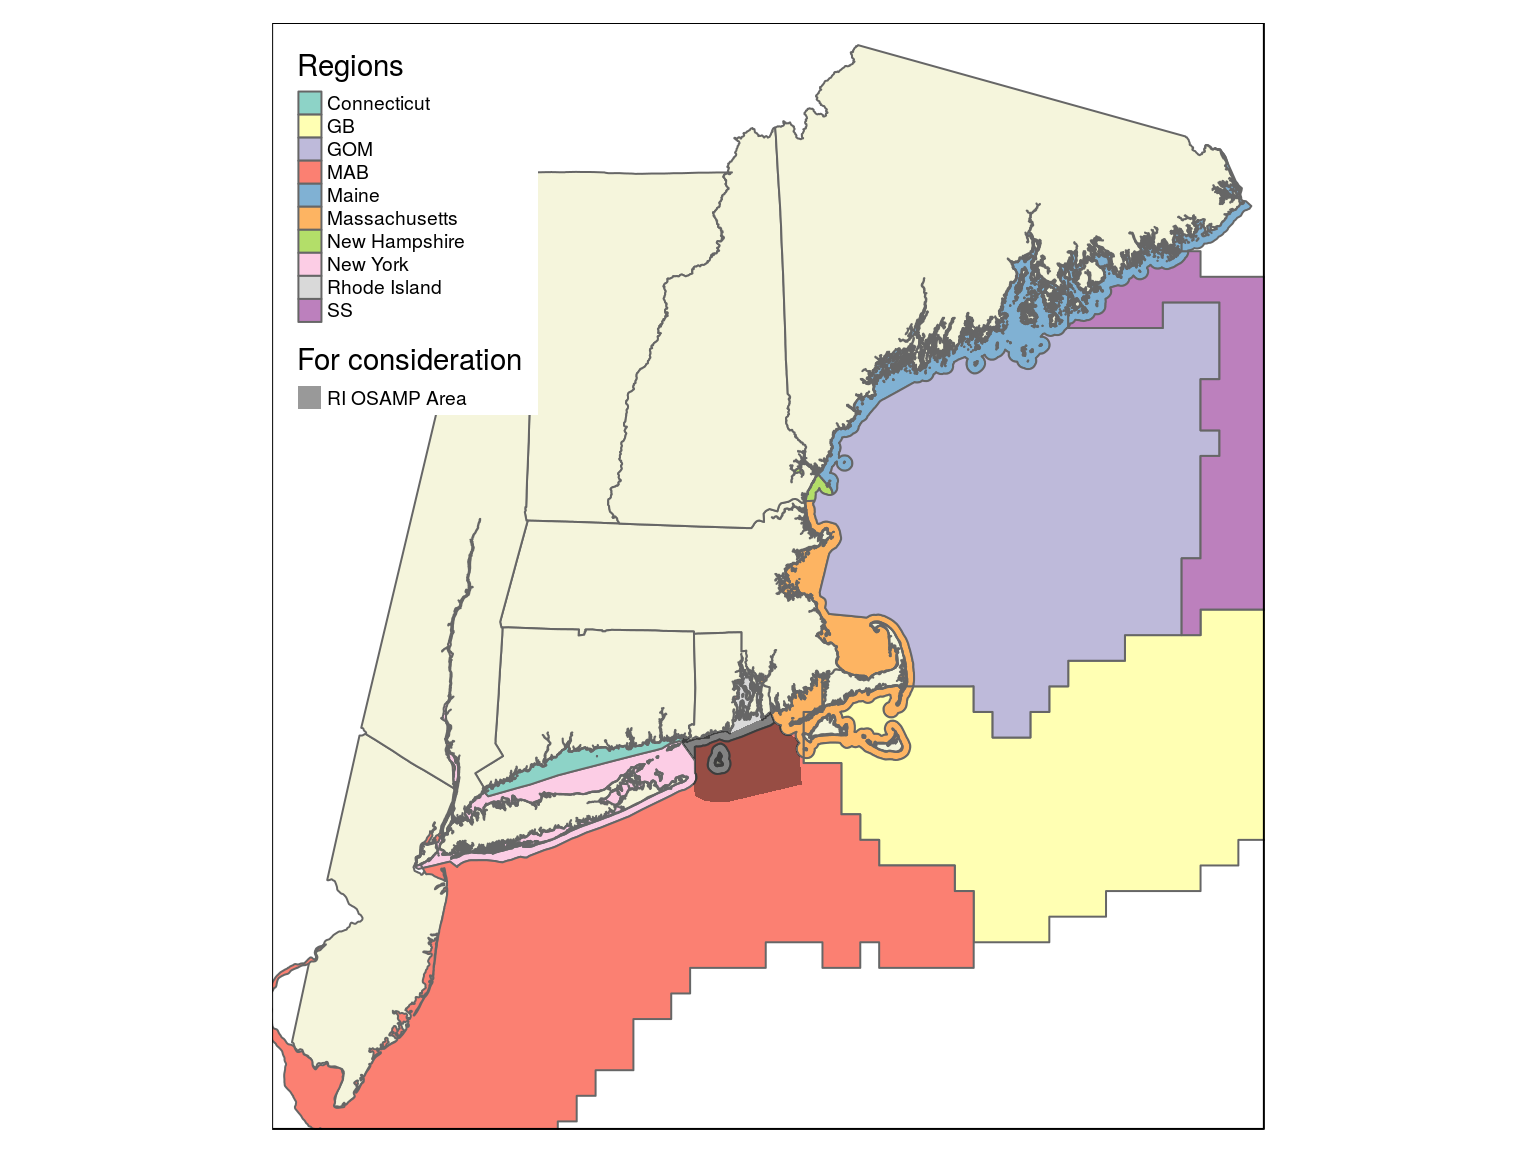 Regions
Connecticut
GB
GOM
MAB
Maine
Massachusetts
New Hampshire
New York
Rhode Island
SS
For consideration
RI OSAMP Area